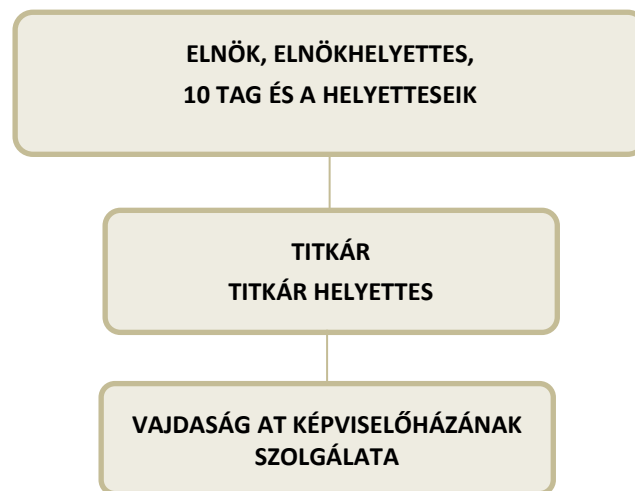 ELNÖK, ELNÖKHELYETTES,
10 TAG ÉS A HELYETTESEIK
TITKÁR
TITKÁR HELYETTES
VAJDASÁG AT KÉPVISELŐHÁZÁNAK
SZOLGÁLATA